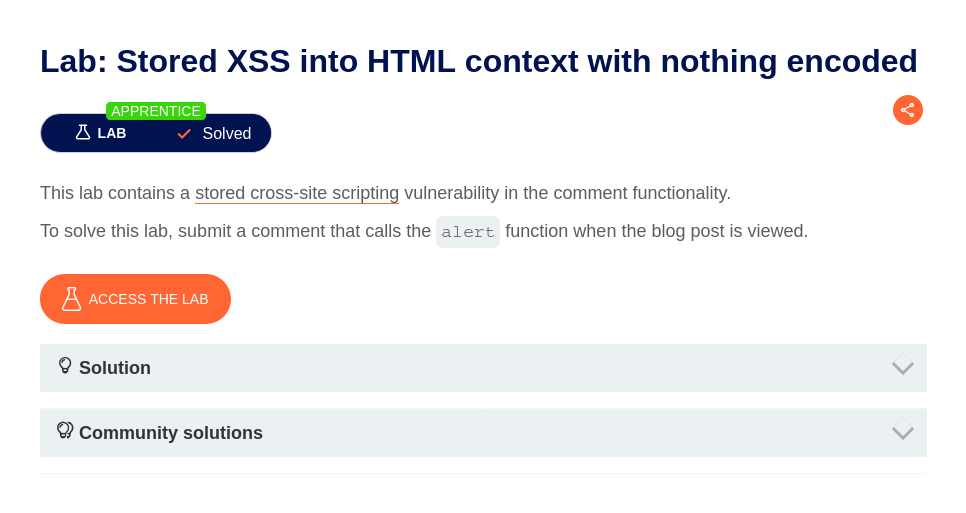 Lab: Stored XSS into HTML context with nothing encoded
APPRENTICE
LAB Solved
This lab contains a stored cross-site scripting vulnerability in the comment functionality.
To solve this lab, submit a comment that calls the alert function when the blog post is viewed.
ACCESS THE LAB
Solution
Community solutions